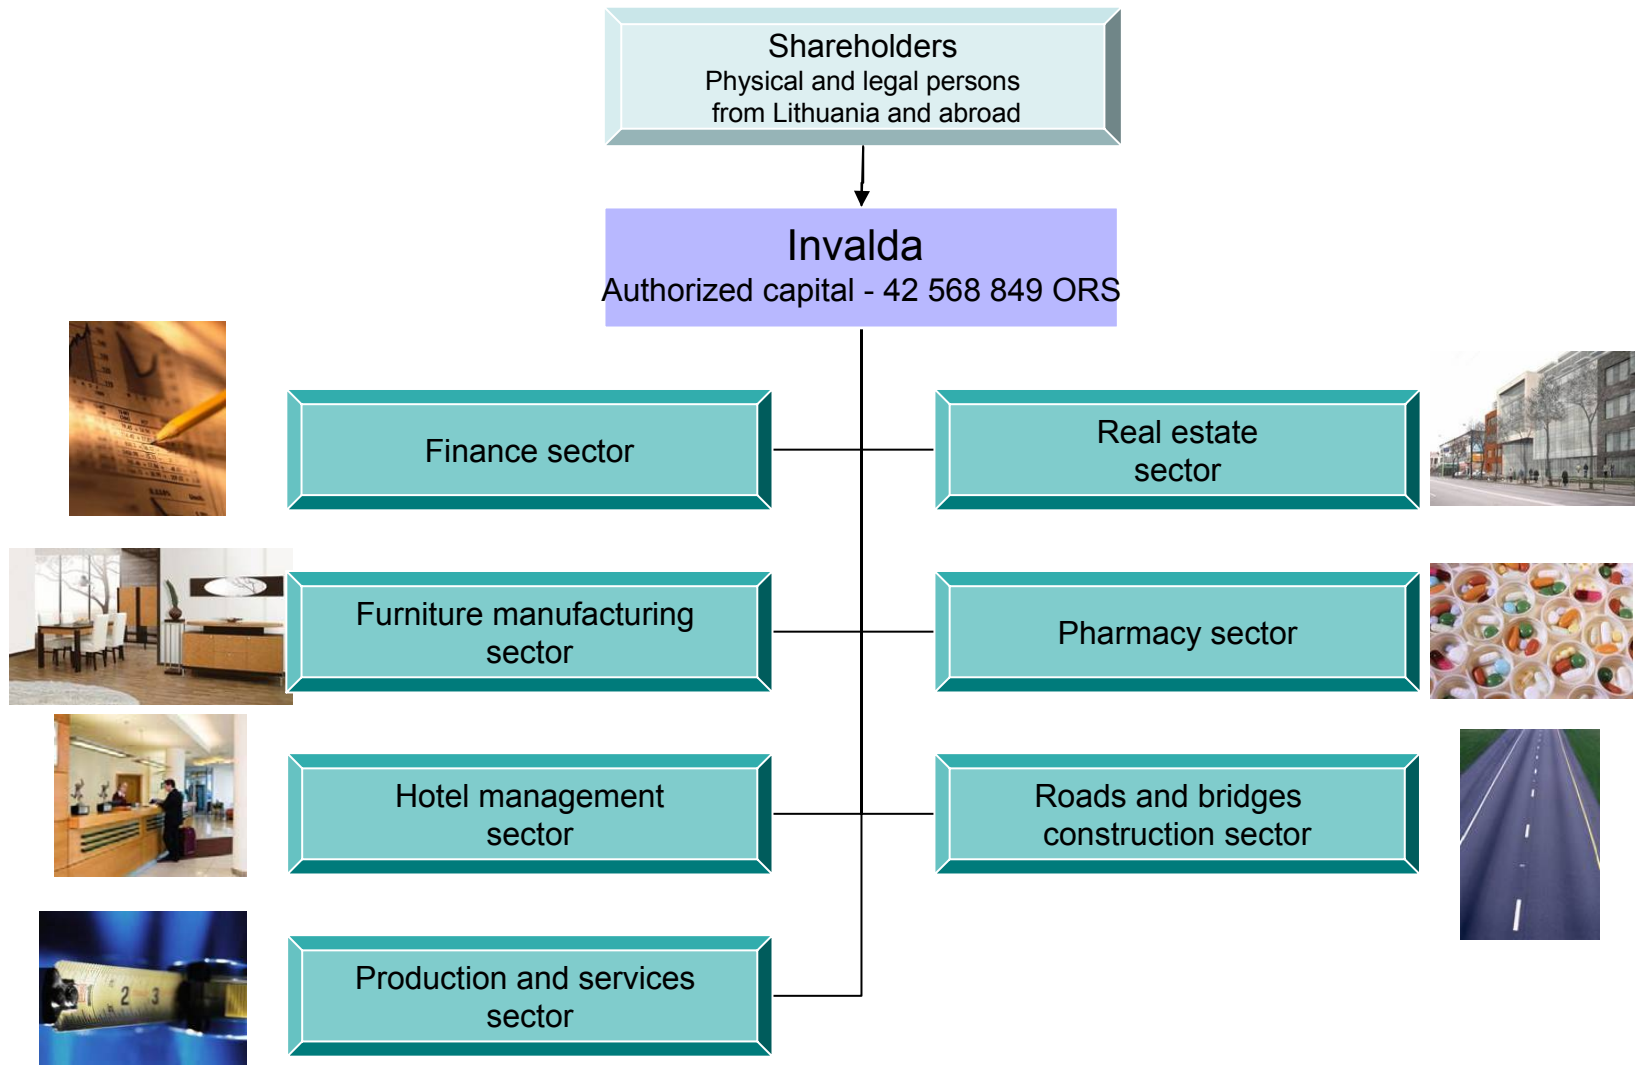 Shareholders
Physical and legal persons
from Lithuania and abroad
Invalda
Authorized capital - 42 568 849 ORS
Finance sector
Real estate
sector
Furniture manufacturing
sector
Pharmacy sector
Hotel management
sector
Roads and bridges
construction sector
Production and services
sector
2 3